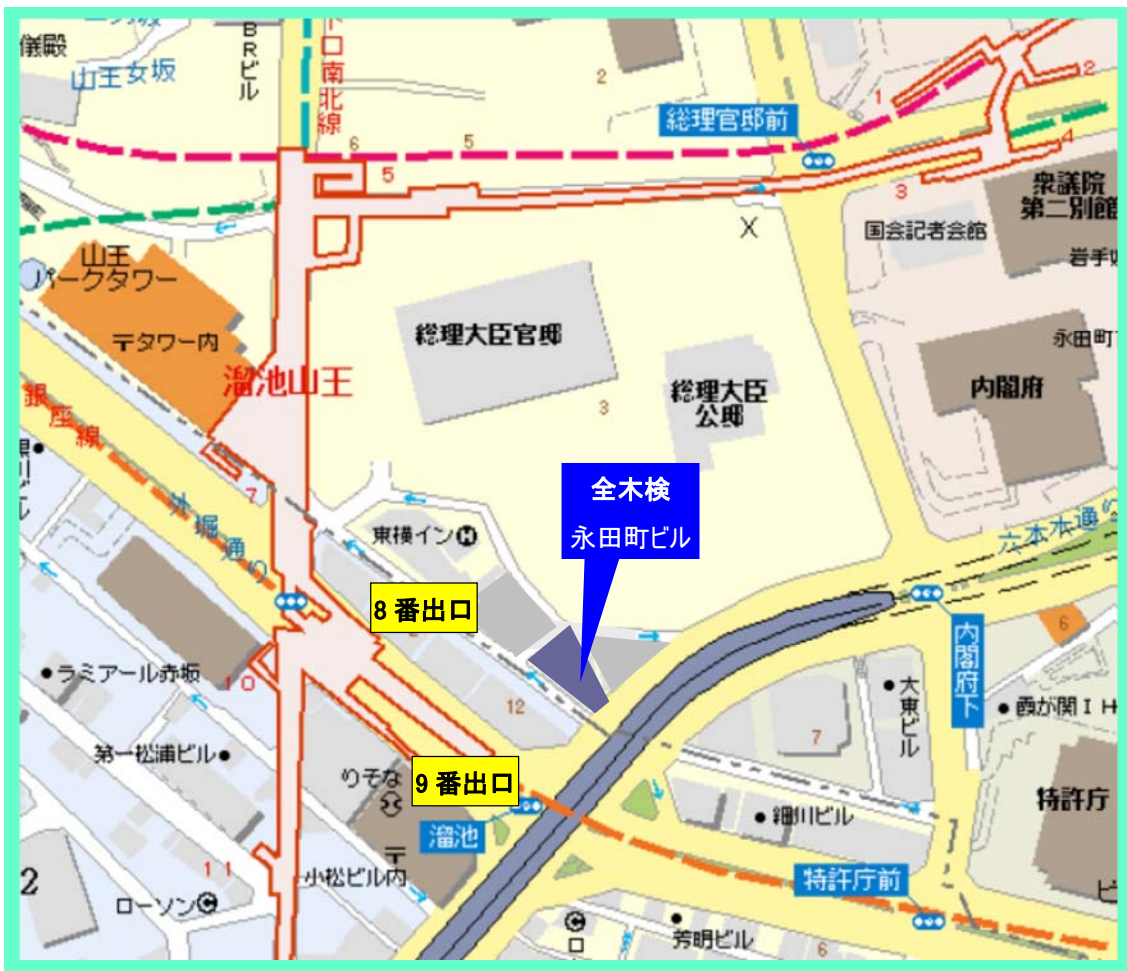 儀殿
BRビル
山王女坂
南北線
2
総理官邸前
1
2
6
5
5
4
3
衆議院
第二別館
国会記者会館
X
岩手
山王
パークタワー
〒タワー内
総理大臣官邸
総理大臣
公邸
永田町
内閣府
溜池山王
3
銀座線
7
外堀通り
全木検
永田町ビル
六本木通り
東横イン
8番出口
6
内閣府下
ラミアール赤坂
10
12
大東ビル
霞が関IH
7
第一松浦ビル
りそな
9番出口
特許庁
細川ビル
溜池
〒
小松ビル内
特許庁前
11
2
ローソン
芳明ビル
6
ロ
ビ